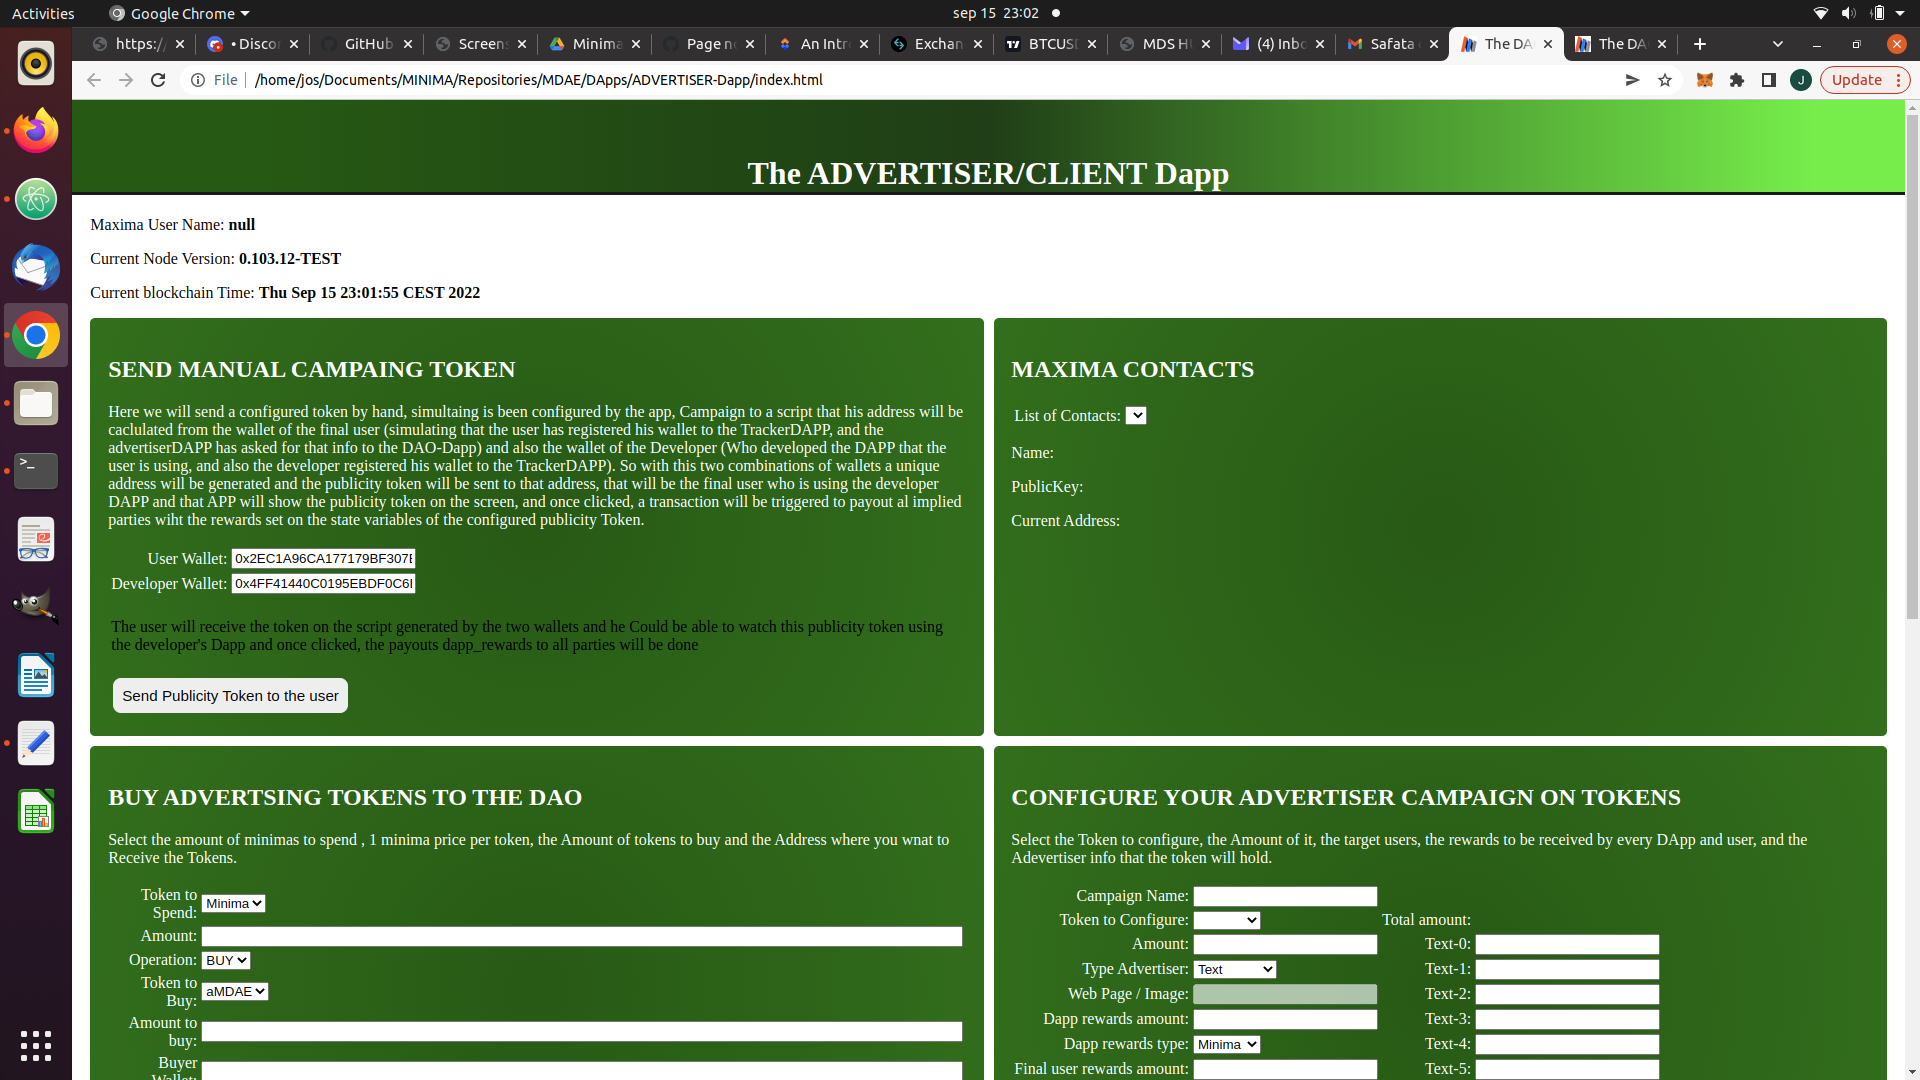 Activities
Google Chrome
sep 15 23:02
https:/
• Disco
GitHub
Screens
Minima
Page n
An Intr
Exchan
BTCUS
MDS H
(4) Inb
Safata
The DA
The DA
File
/home/jos/Documents/MINIMA/Repositories/MDAE/DApps/ADVERTISER-Dapp/index.html
J
Update
The ADVERTISER/CLIENT Dapp
Maxima User Name: null
Current Node Version: 0.103.12-TEST
Current blockchain Time: Thu Sep 15 23:01:55 CEST 2022
SEND MANUAL CAMPAING TOKEN
Here we will send a configured token by hand, simultaing is been configured by the app, Campaign to a script that his address will be
caclulated from the wallet of the final user (simulating that the user has registered his wallet to the TrackerDAPP, and the
advertiserDAPP has asked for that info to the DAO-Dapp) and also the wallet of the Developer (Who developed the DAPP that the
user is using, and also the developer registered his wallet to the TrackerDAPP). So with this two combinations of wallets a unique
address will be generated and the publicity token will be sent to that address, that will be the final user who is using the developer
DAPP and that APP will show the publicity token on the screen, and once clicked, a transaction will be triggered to payout al implied
parties wiht the rewards set on the state variables of the configured publicity Token.
User Wallet: 0x2EC1A96CA177179BF307E
Developer Wallet: 0x4FF41440C0195EBDF0C6I
The user will receive the token on the script generated by the two wallets and he Could be able to watch this publicity token using
the developer's Dapp and once clicked, the payouts dapp_rewards to all parties will be done
Send Publicity Token to the user
MAXIMA CONTACTS
List of Contacts:
Name:
PublicKey:
Current Address:
BUY ADVERTSING TOKENS TO THE DAO
Select the amount of minimas to spend , 1 minima price per token, the Amount of tokens to buy and the Address where you wnat to
Receive the Tokens.
Token to
Spend:
Minima
Amount:
Operation: BUY
Token to
Buy:
aMDAE
Amount to
buy:
Buyer
Wallet:
CONFIGURE YOUR ADVERTISER CAMPAIGN ON TOKENS
Select the Token to configure, the Amount of it, the target users, the rewards to be received by every DApp and user, and the
Adevertiser info that the token will hold.
Campaign Name:
Token to Configure: Total amount:
Amount: Text-0:
Type Advertiser: Text Text-1:
Web Page / Image: Text-2:
Dapp rewards amount: Text-3:
Dapp rewards type: Minima Text-4:
Final user rewards amount: Text-5: